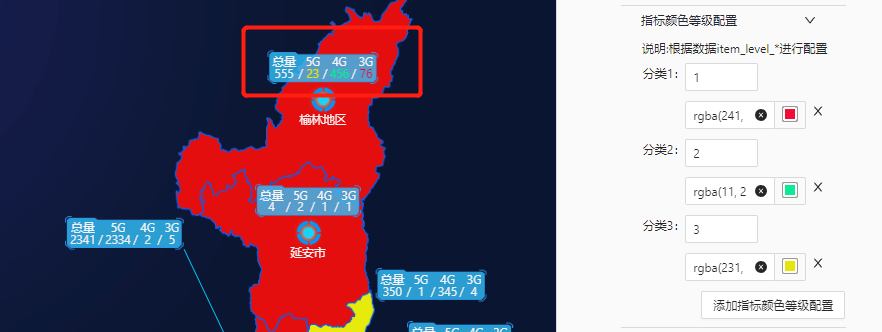 总量 5G 4G 3G
555 / 23 / 456 / 76
榆林地区
总量 5G 4G 3G
4 / 2 / 1 / 1
延安市
总量 5G 4G 3G
2341 / 2334 / 2 / 5
总量 5G 4G 3G
350 / 1 / 345 / 4
总量 5G 4G 3G
指标颜色等级配置
说明:根据数据item_level_*进行配置
分类1: 1
rgba(241,
分类2: 2
rgba(11, 2
分类3: 3
rgba(231,
添加指标颜色等级配置